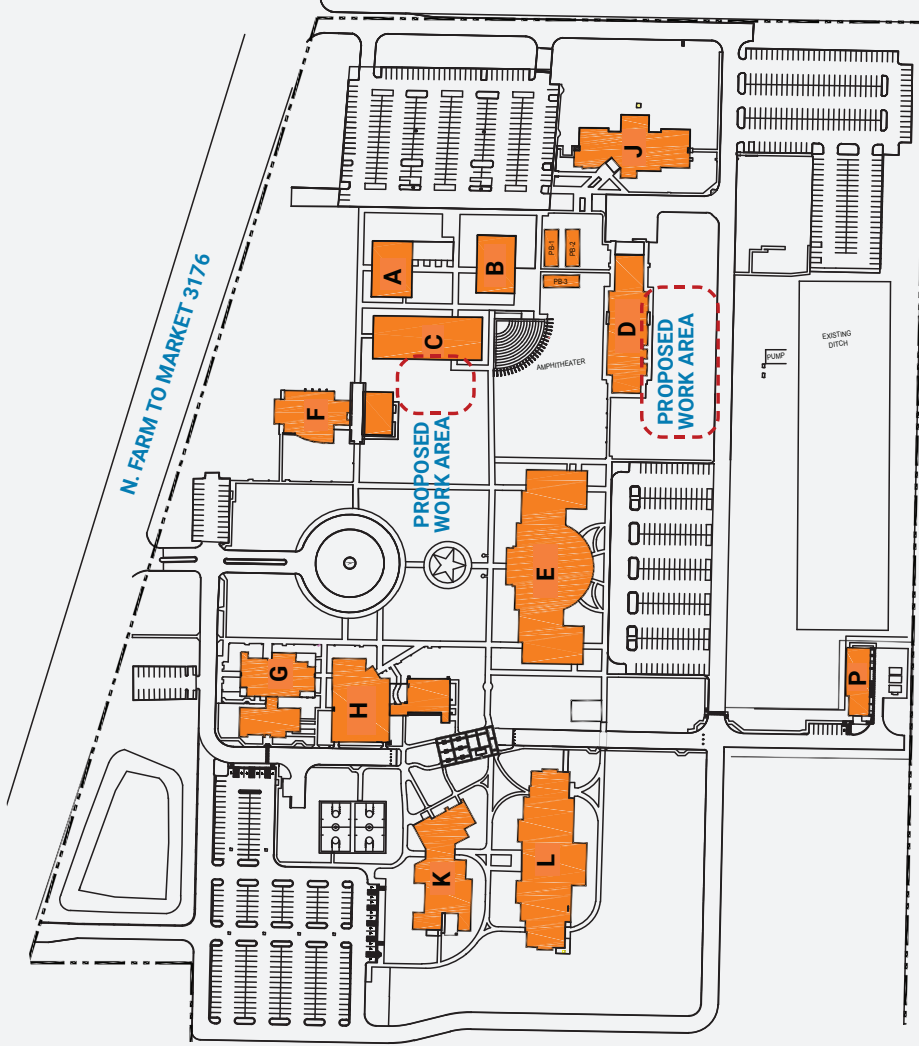 N. FARM TO MARKET 3176
J
A
B
PB-1
PB-2
PB-3
C
D
AMPHITHEATER
PROPOSED
WORK AREA
EXISTING
DITCH
PUMP
F
PROPOSED
WORK AREA
E
G
H
P
K
L